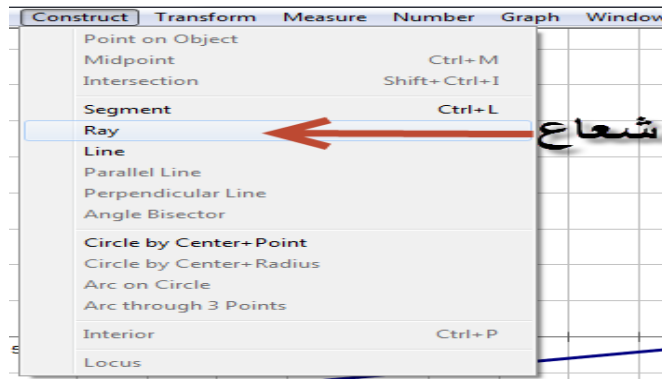 Construct Transform Measure Number Graph Window
Point on Object
Midpoint Ctrl+M
Intersection Shift+Ctrl+I
Segment Ctrl+L
Ray
شعاع
Line
Parallel Line
Perpendicular Line
Angle Bisector
Circle by Center+Point
Circle by Center+Radius
Arc on Circle
Arc through 3 Points
Interior Ctrl+P
5
Locus